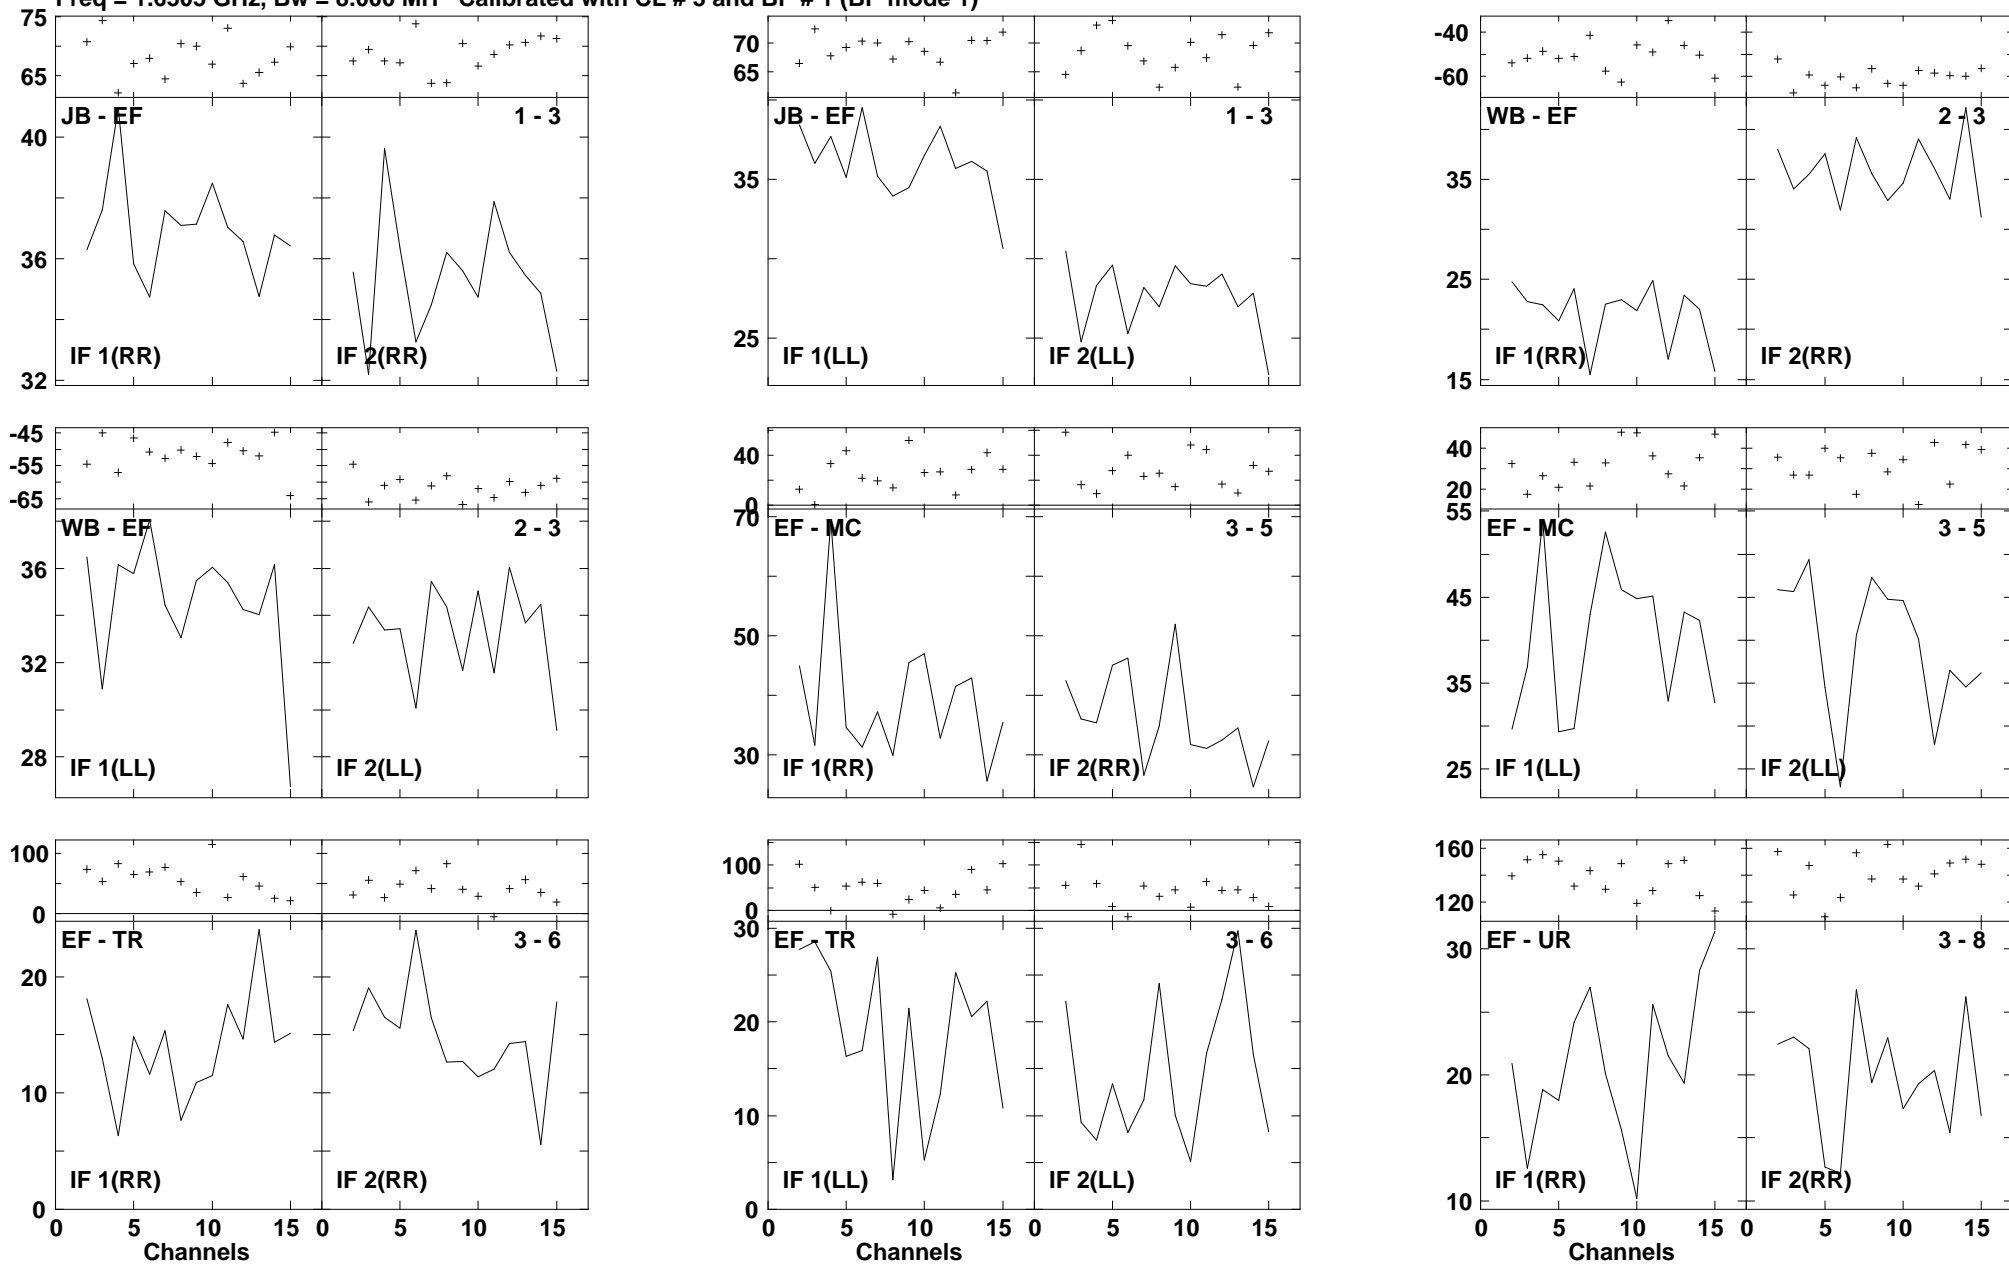 75
65
JB - EF
1 - 3
40
36
32
IF 1(RR)
IF 2(RR)
70
65
JB - EF
1 - 3
35
25
IF 1(LL)
IF 2(LL)
-40
-60
WB - EF
2 - 3
35
25
15
IF 1(RR)
IF 2(RR)
-45
-55
-65
WB - EF
2 - 3
36
32
28
IF 1(LL)
IF 2(LL)
40
0
70
EF - MC
3 - 5
50
30
IF 1(RR)
IF 2(RR)
40
20
55
EF - MC
3 - 5
45
35
25
IF 1(LL)
IF 2(LL)
100
0
EF - TR
3 - 6
20
10
0
IF 1(RR)
IF 2(RR)
0 5 10 15 0 5 10 15
Channels
100
0
30
EF - TR
3 - 6
20
10
0
IF 1(LL)
IF 2(LL)
0 5 10 15 0 5 10 15
Channels
160
120
EF - UR
3 - 8
30
20
10
IF 1(RR)
IF 2(RR)
0 5 10 15 0 5 10 15
Channels